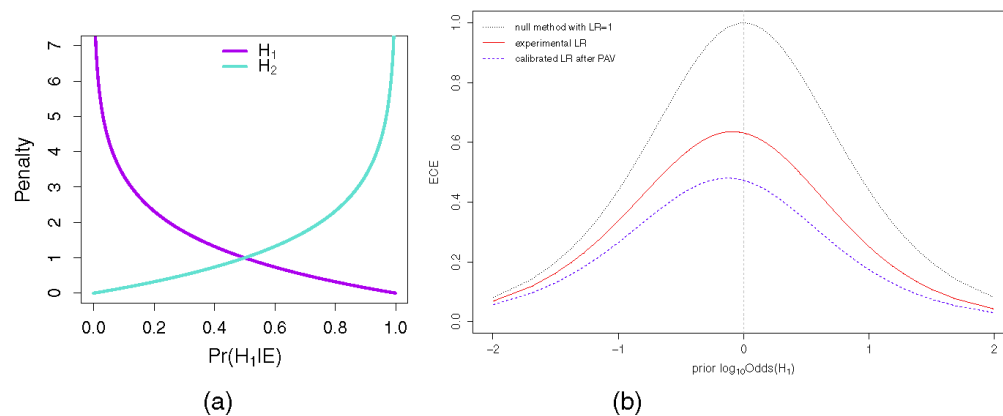 H1
H2
7
6
5
4
3
2
1
0
Penalty
0.0 0.2 0.4 0.6 0.8 1.0
Pr(H1IE)
(a)
null method with LR=1
experimental LR
calibrated LR after PAV
1.0
0.8
0.6
0.4
0.2
0.0
ECE
−2 −1 0 1 2
prior log10Odds(H1)
(b)